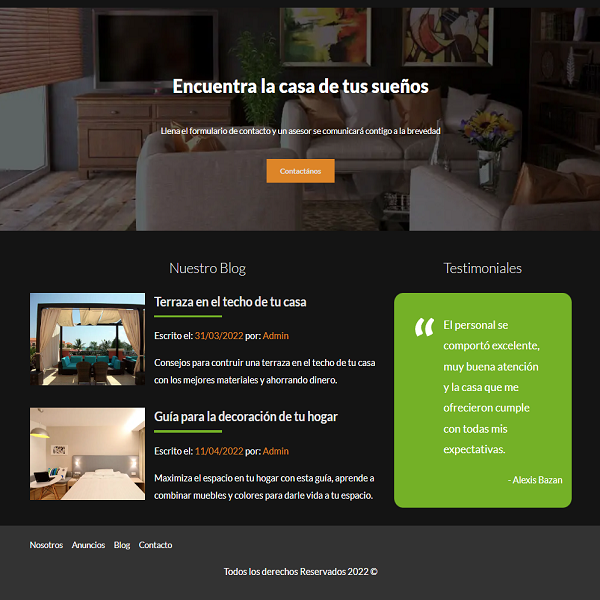 Encuentra la casa de tus sueños
Llena el formulario de contacto y un asesor se comunicará contigo a la brevedad
Contactános
Nuestro Blog
Terraza en el techo de tu casa
Escrito el: 31/03/2022 por: Admin
Consejos para contruir una terraza en el techo de tu casa
con los mejores materiales y ahorrando dinero.
Guía para la decoración de tu hogar
Escrito el: 11/04/2022 por: Admin
Maximiza el espacio en tu hogar con esta guía, aprende a
combinar muebles y colores para darle vida a tu espacio.
Testimoniales
“ El personal se
comportó excelente,
muy buena atención
y la casa que me
ofrecieron cumple
con todas mis
expectativas.
- Alexis Bazan
Nosotros Anuncios Blog Contacto
Todos los derechos Reservados 2022 ©